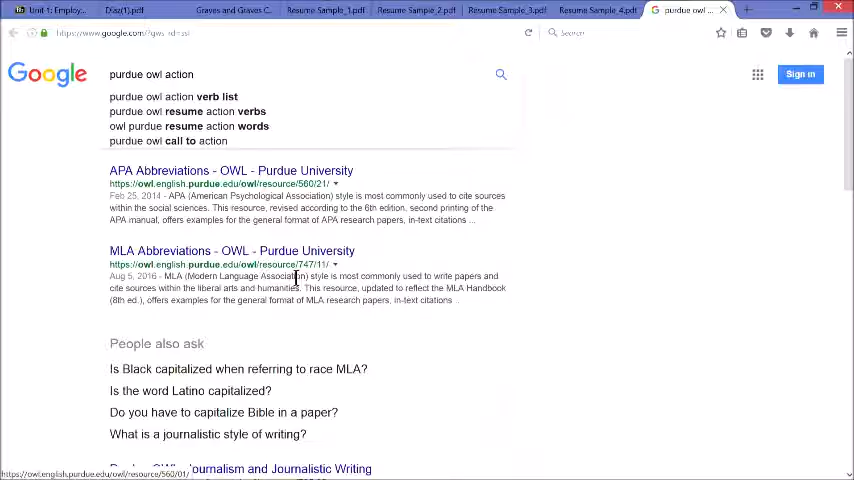 Unit 1: Employ... Díaz(1).pdf Graves and Graves C... Resume Sample_1.pdf Resume Sample_2.pdf Resume Sample_3.pdf Resume Sample_4.pdf purdue owl ...
https://www.google.com/?gws_rd=ssl Search
Google purdue owl action Sign in
purdue owl action verb list
purdue owl resume action verbs
owl purdue resume action words
purdue owl call to action
APA Abbreviations - OWL - Purdue University
https://owl.english.purdue.edu/owl/resource/560/21/
Feb 25, 2014 - APA (American Psychological Association) style is most commonly used to cite sources
within the social sciences. This resource, revised according to the 6th edition, second printing of the
APA manual, offers examples for the general format of APA research papers, in-text citations ...
MLA Abbreviations - OWL - Purdue University
https://owl.english.purdue.edu/owl/resource/747/11/
Aug 5, 2016 - MLA (Modern Language Association) style is most commonly used to write papers and
cite sources within the liberal arts and humanities. This resource, updated to reflect the MLA Handbook
(8th ed.), offers examples for the general format of MLA research papers, in-text citations ..
People also ask
Is Black capitalized when referring to race MLA?
Is the word Latino capitalized?
Do you have to capitalize Bible in a paper?
What is a journalistic style of writing?
Journalism and Journalistic Writing
https://owl.english.purdue.edu/owl/resource/560/01/